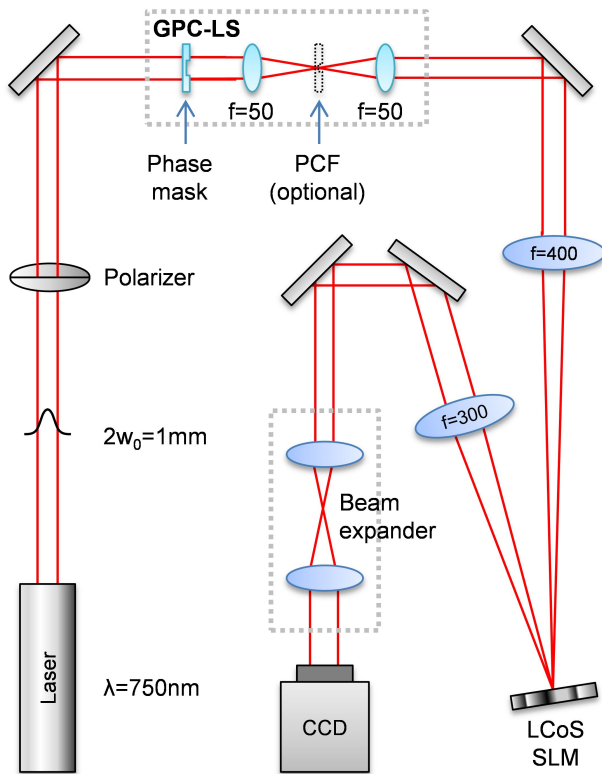 GPC-LS
f=50
f=50
Phase
mask
PCF
(optional)
f=400
Polarizer
f=300
2w₀=1mm
Beam
expander
Laser
λ=750nm
CCD
LCoS
SLM